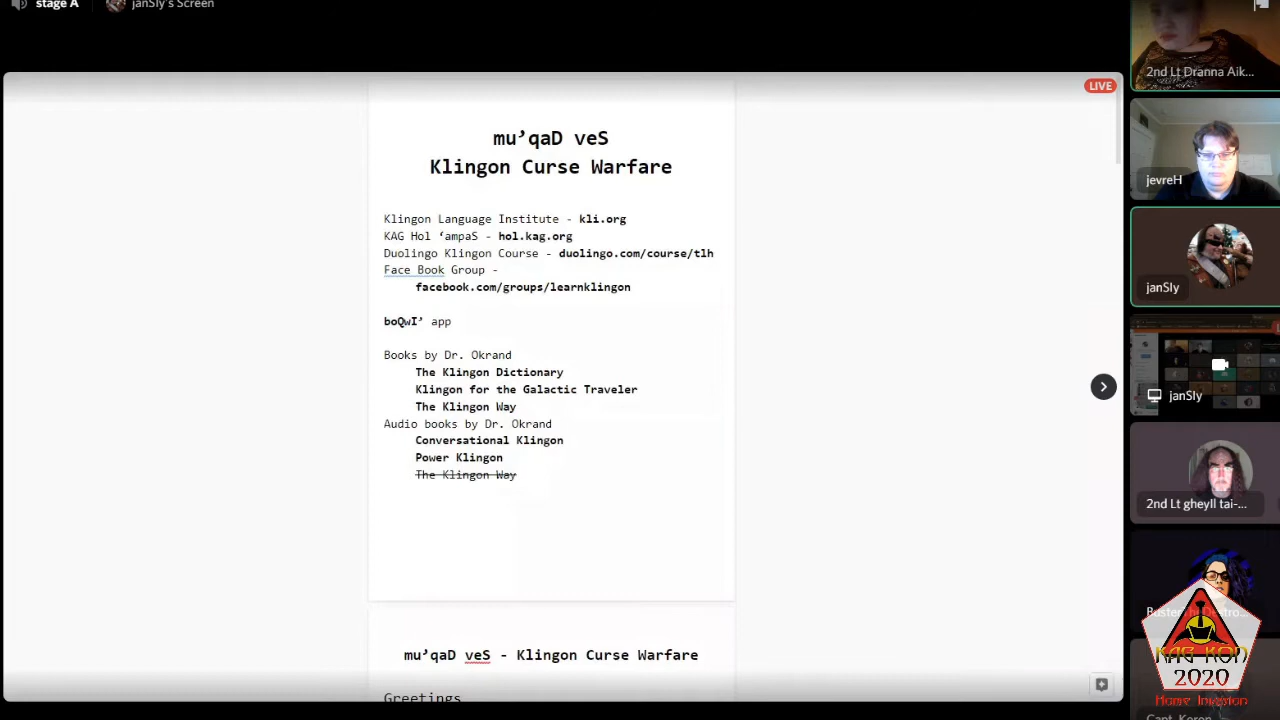 stage A
janSly's Screen
LIVE
mu’qaD veS
Klingon Curse Warfare
Klingon Language Institute - kli.org
KAG Hol ‘ampaS - hol.kag.org
Duolingo Klingon Course - duolingo.com/course/tlh
Face Book Group -
facebook.com/groups/learnklingon
boQwI’ app
Books by Dr. Okrand
The Klingon Dictionary
Klingon for the Galactic Traveler
The Klingon Way
Audio books by Dr. Okrand
Conversational Klingon
Power Klingon
The Klingon Way
mu’qaD veS - Klingon Curse Warfare
Greetings
2nd Lt Dranna Aik...
jevreH
janSly
janSly
2nd Lt gheyll tai-...
KAG KON
2020
Home Invasion
Capt. Keron